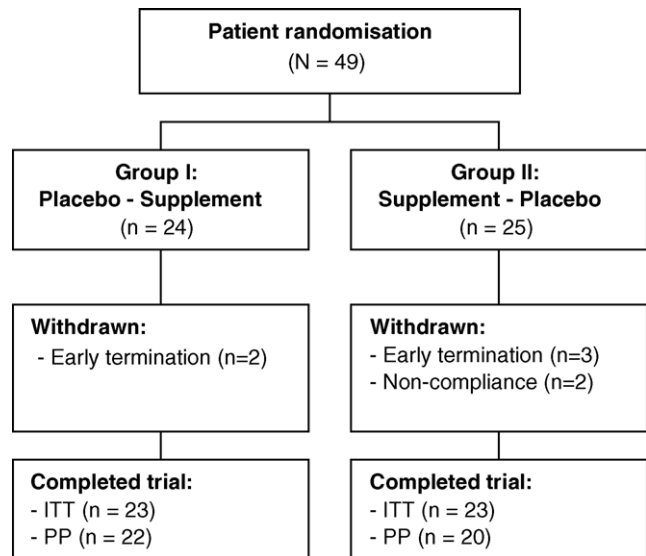 Patient randomisation
(N = 49)
Group I:
Placebo - Supplement
(n = 24)
Group II:
Supplement - Placebo
(n = 25)
Withdrawn:
- Early termination (n=2)
Withdrawn:
- Early termination (n=3)
- Non-compliance (n=2)
Completed trial:
- ITT (n = 23)
- PP (n = 22)
Completed trial:
- ITT (n = 23)
- PP (n = 20)